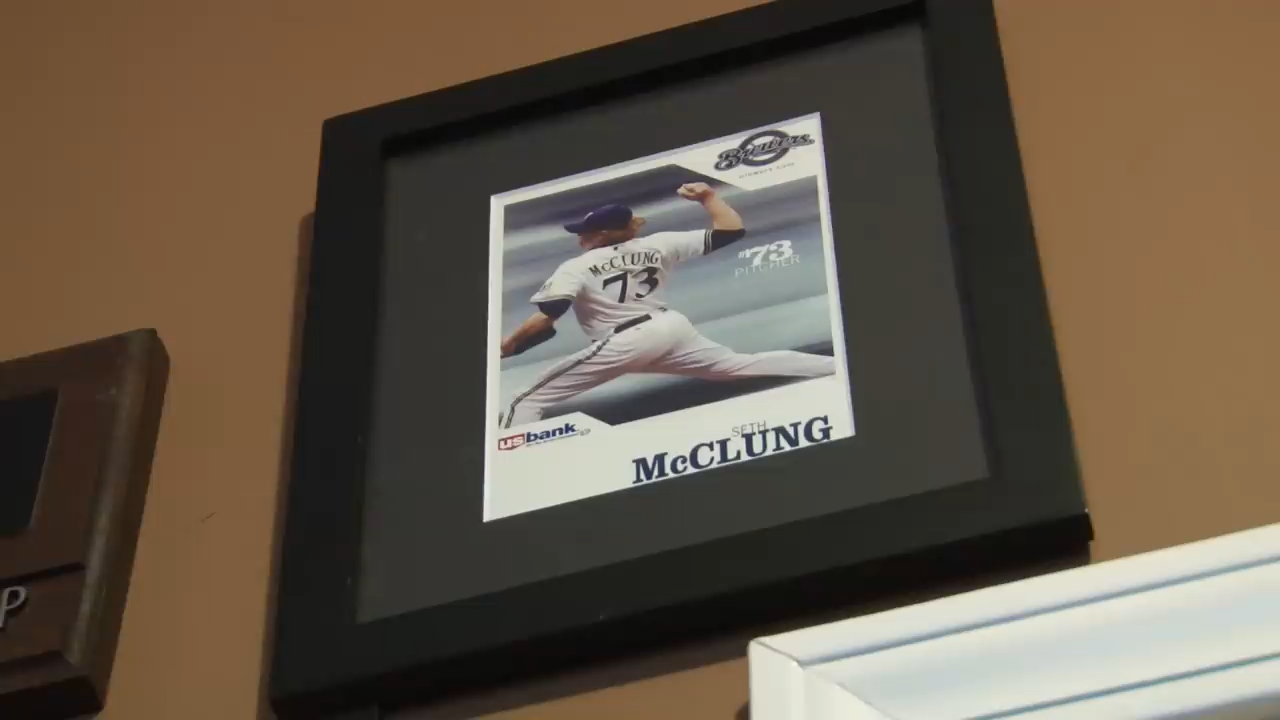 Brewers
#73
PITCHER
McCLUNG
73
usbank
SETH
McCLUNG
P